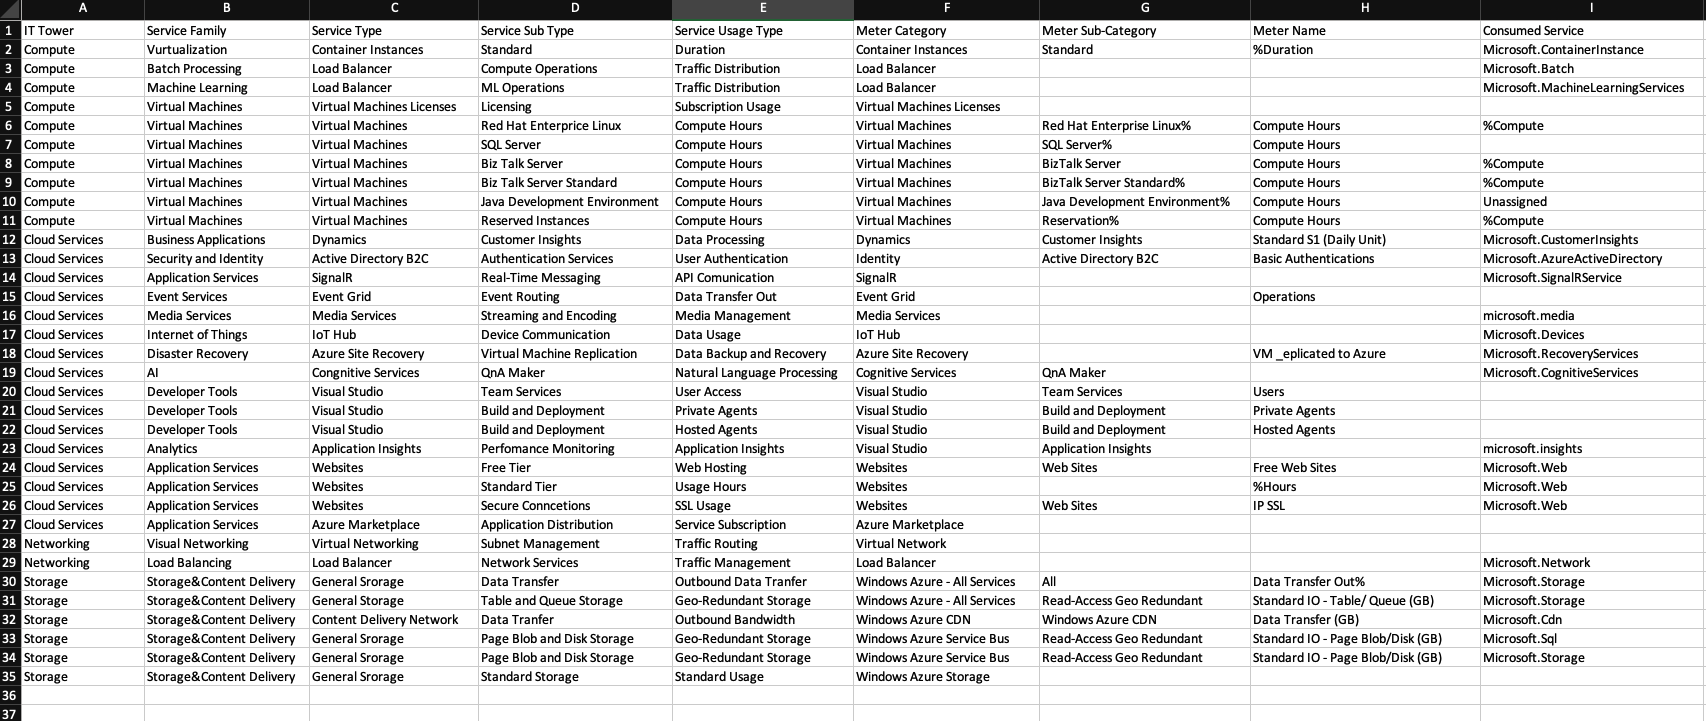 A B C D E F G H I
1 IT Tower Service Family Service Type Service Sub Type Service Usage Type Meter Category Meter Sub-Category Meter Name Consumed Service
2 Compute Vurtualization Container Instances Standard Duration Container Instances Standard %Duration Microsoft.ContainerInstance
3 Compute Batch Processing Load Balancer Compute Operations Traffic Distribution Load Balancer Microsoft.Batch
4 Compute Machine Learning Load Balancer ML Operations Traffic Distribution Load Balancer Microsoft.MachineLearningServices
5 Compute Virtual Machines Virtual Machines Licenses Licensing Subscription Usage Virtual Machines Licenses
6 Compute Virtual Machines Virtual Machines Red Hat Enterprice Linux Compute Hours Virtual Machines Red Hat Enterprise Linux% Compute Hours %Compute
7 Compute Virtual Machines Virtual Machines SQL Server Compute Hours Virtual Machines SQL Server% Compute Hours
8 Compute Virtual Machines Virtual Machines Biz Talk Server Compute Hours Virtual Machines BizTalk Server Compute Hours %Compute
9 Compute Virtual Machines Virtual Machines Biz Talk Server Standard Compute Hours Virtual Machines BizTalk Server Standard% Compute Hours %Compute
10 Compute Virtual Machines Virtual Machines Java Development Environment Compute Hours Virtual Machines Java Development Environment% Compute Hours Unassigned
11 Compute Virtual Machines Virtual Machines Reserved Instances Compute Hours Virtual Machines Reservation% Compute Hours %Compute
12 Cloud Services Business Applications Dynamics Customer Insights Data Processing Dynamics Customer Insights Standard S1 (Daily Unit) Microsoft.CustomerInsights
13 Cloud Services Security and Identity Active Directory B2C Authentication Services User Authentication Identity Active Directory B2C Basic Authentications Microsoft.AzureActiveDirectory
14 Cloud Services Application Services SignalR Real-Time Messaging API Comunication SignalR Microsoft.SignalRService
15 Cloud Services Event Services Event Grid Event Routing Data Transfer Out Event Grid Operations
16 Cloud Services Media Services Media Services Streaming and Encoding Media Management Media Services microsoft.media
17 Cloud Services Internet of Things IoT Hub Device Communication Data Usage IoT Hub Microsoft.Devices
18 Cloud Services Disaster Recovery Azure Site Recovery Virtual Machine Replication Data Backup and Recovery Azure Site Recovery VM _eplicated to Azure Microsoft.RecoveryServices
19 Cloud Services AI Congnitive Services QnA Maker Natural Language Processing Cognitive Services QnA Maker Microsoft.CognitiveServices
20 Cloud Services Developer Tools Visual Studio Team Services User Access Visual Studio Team Services Users
21 Cloud Services Developer Tools Visual Studio Build and Deployment Private Agents Visual Studio Build and Deployment Private Agents
22 Cloud Services Developer Tools Visual Studio Build and Deployment Hosted Agents Visual Studio Build and Deployment Hosted Agents
23 Cloud Services Analytics Application Insights Perfomance Monitoring Application Insights Visual Studio Application Insights microsoft.insights
24 Cloud Services Application Services Websites Free Tier Web Hosting Websites Web Sites Free Web Sites Microsoft.Web
25 Cloud Services Application Services Websites Standard Tier Usage Hours Websites %Hours Microsoft.Web
26 Cloud Services Application Services Websites Secure Conncetions SSL Usage Websites Web Sites IP SSL Microsoft.Web
27 Cloud Services Application Services Azure Marketplace Application Distribution Service Subscription Azure Marketplace
28 Networking Visual Networking Virtual Networking Subnet Management Traffic Routing Virtual Network
29 Networking Load Balancing Load Balancer Network Services Traffic Management Load Balancer Microsoft.Network
30 Storage Storage&Content Delivery General Srorage Data Transfer Outbound Data Tranfer Windows Azure - All Services All Data Transfer Out% Microsoft.Storage
31 Storage Storage&Content Delivery General Storage Table and Queue Storage Geo-Redundant Storage Windows Azure - All Services Read-Access Geo Redundant Standard IO - Table/ Queue (GB) Microsoft.Storage
32 Storage Storage&Content Delivery Content Delivery Network Data Tranfer Outbound Bandwidth Windows Azure CDN Windows Azure CDN Data Transfer (GB) Microsoft.Cdn
33 Storage Storage&Content Delivery General Srorage Page Blob and Disk Storage Geo-Redundant Storage Windows Azure Service Bus Read-Access Geo Redundant Standard IO - Page Blob/Disk (GB) Microsoft.Sql
34 Storage Storage&Content Delivery General Srorage Page Blob and Disk Storage Geo-Redundant Storage Windows Azure Service Bus Read-Access Geo Redundant Standard IO - Page Blob/Disk (GB) Microsoft.Storage
35 Storage Storage&Content Delivery General Srorage Standard Storage Standard Usage Windows Azure Storage
36
37